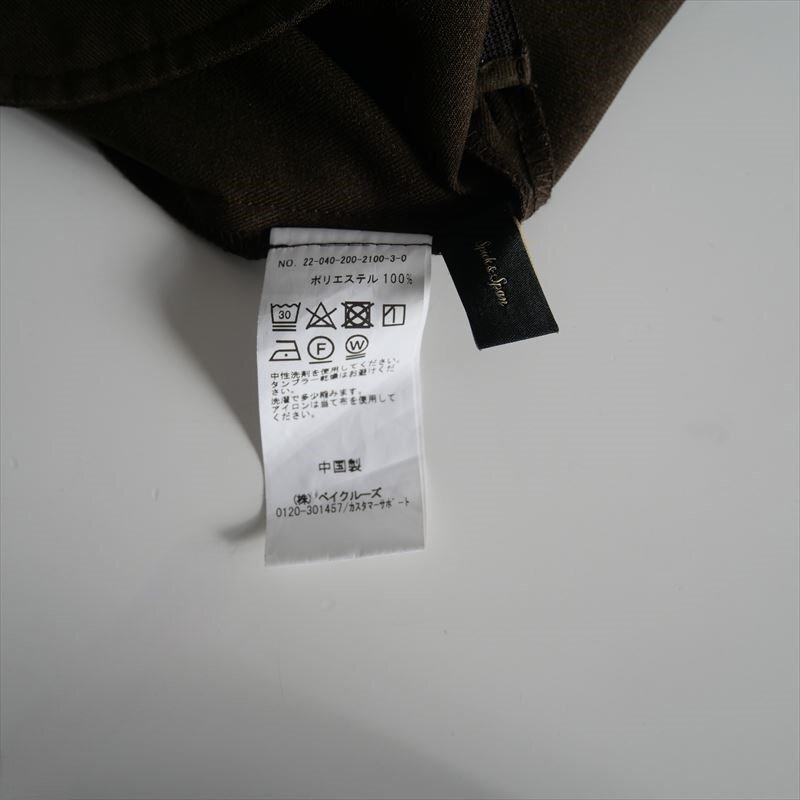 NO. 22-040-200-2100-3-0
ポリエステル 100%
30
F W
中性洗剤を使用してください。
タンブラー乾燥はお避けくだ
さい。
洗濯で多少縮みます。
アイロンは当て布を使用して
ください。
中国製
(株) ベイクルーズ
0120-301457/カスタマーサポート
Spick & Span